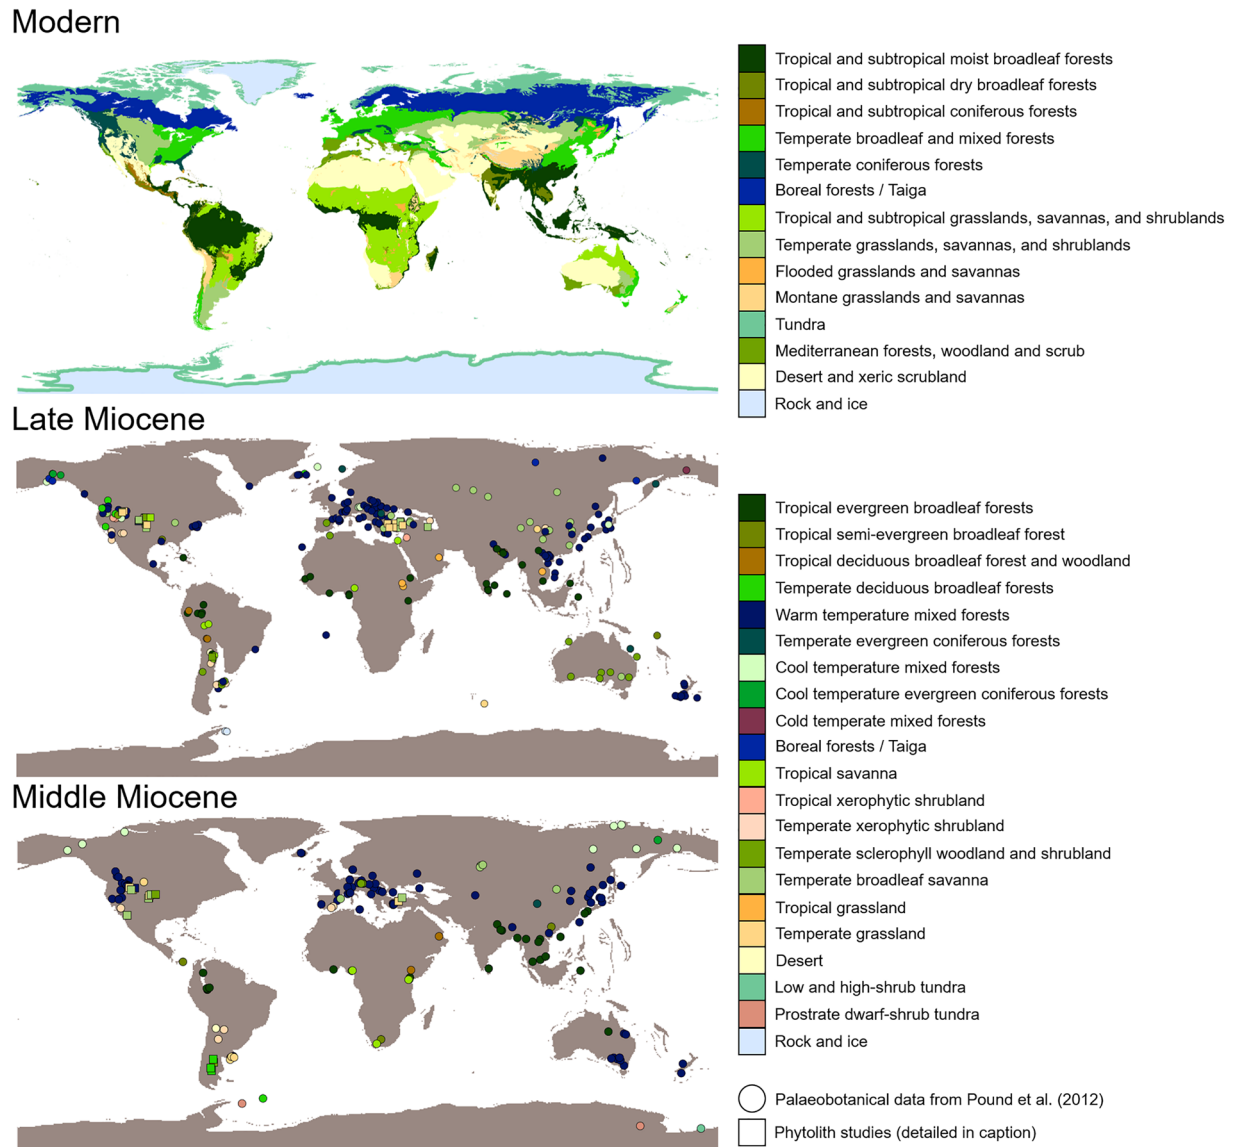 Modern
Tropical and subtropical moist broadleaf forests
Tropical and subtropical dry broadleaf forests
Tropical and subtropical coniferous forests
Temperate broadleaf and mixed forests
Temperate coniferous forests
Boreal forests / Taiga
Tropical and subtropical grasslands, savannas, and shrublands
Temperate grasslands, savannas, and shrublands
Flooded grasslands and savannas
Montane grasslands and savannas
Tundra
Mediterranean forests, woodland and scrub
Desert and xeric scrubland
Rock and ice
Late Miocene
Tropical evergreen broadleaf forests
Tropical semi-evergreen broadleaf forest
Tropical deciduous broadleaf forest and woodland
Temperate deciduous broadleaf forests
Warm temperature mixed forests
Temperate evergreen coniferous forests
Cool temperature mixed forests
Cool temperature evergreen coniferous forests
Cold temperate mixed forests
Boreal forests / Taiga
Tropical savanna
Tropical xerophytic shrubland
Temperate xerophytic shrubland
Temperate sclerophyll woodland and shrubland
Temperate broadleaf savanna
Tropical grassland
Temperate grassland
Desert
Low and high-shrub tundra
Prostrate dwarf-shrub tundra
Rock and ice
Middle Miocene
Palaeobotanical data from Pound et al. (2012)
Phytolith studies (detailed in caption)